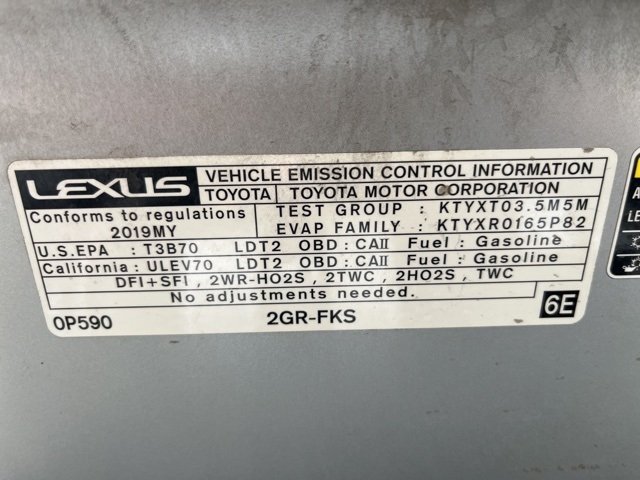 LEXUS VEHICLE EMISSION CONTROL INFORMATION
TOYOTA TOYOTA MOTOR CORPORATION
Conforms to regulations
2019MY
TEST GROUP : KTYXT03.5M5M
EVAP FAMILY : KTYXR0165P82
U.S.EPA : T3B70 LDT2 OBD : CAII Fuel : Gasoline
California : ULEV70 LDT2 OBD : CAII Fuel : Gasoline
DFI+SFI , 2WR-HO2S , 2TWC , 2HO2S , TWC
No adjustments needed.
0P590 2GR-FKS 6E